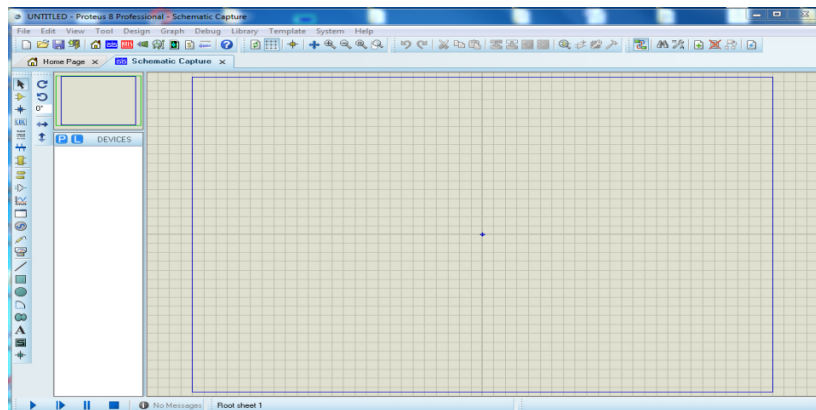 UNTITLED - Proteus 8 Professional - Schematic Capture
File Edit View Tool Design Graph Debug Library Template System Help
Home Page Schematic Capture
0°
LBL
P L DEVICES
A
S
No Messages Root sheet 1